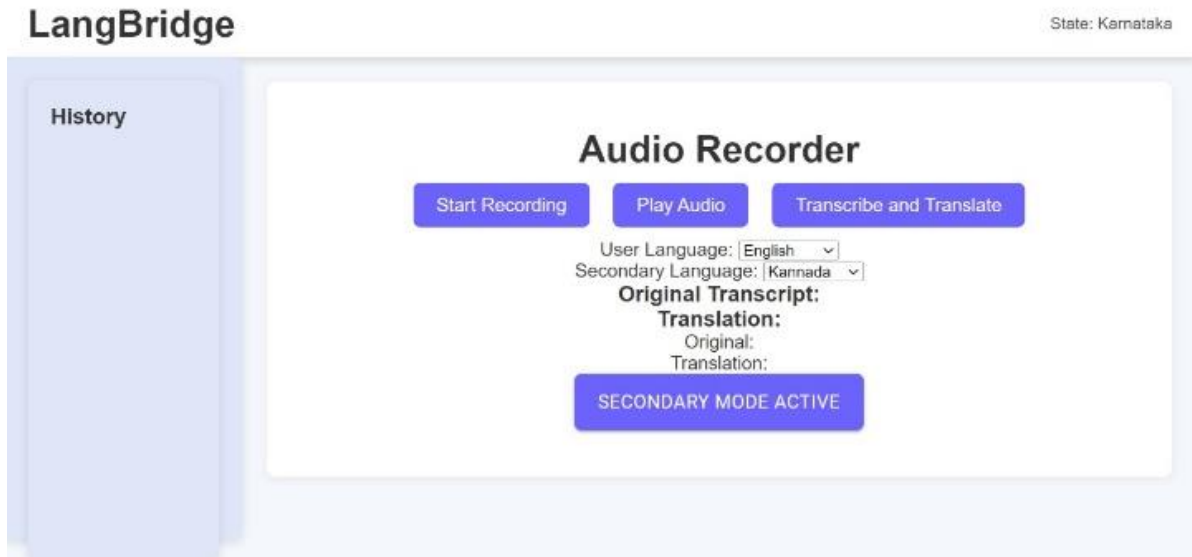 LangBridge
State: Karnataka
History
Audio Recorder
Start Recording Play Audio Transcribe and Translate
User Language: English
Secondary Language: Kannada
Original Transcript:
Translation:
Original:
Translation:
SECONDARY MODE ACTIVE